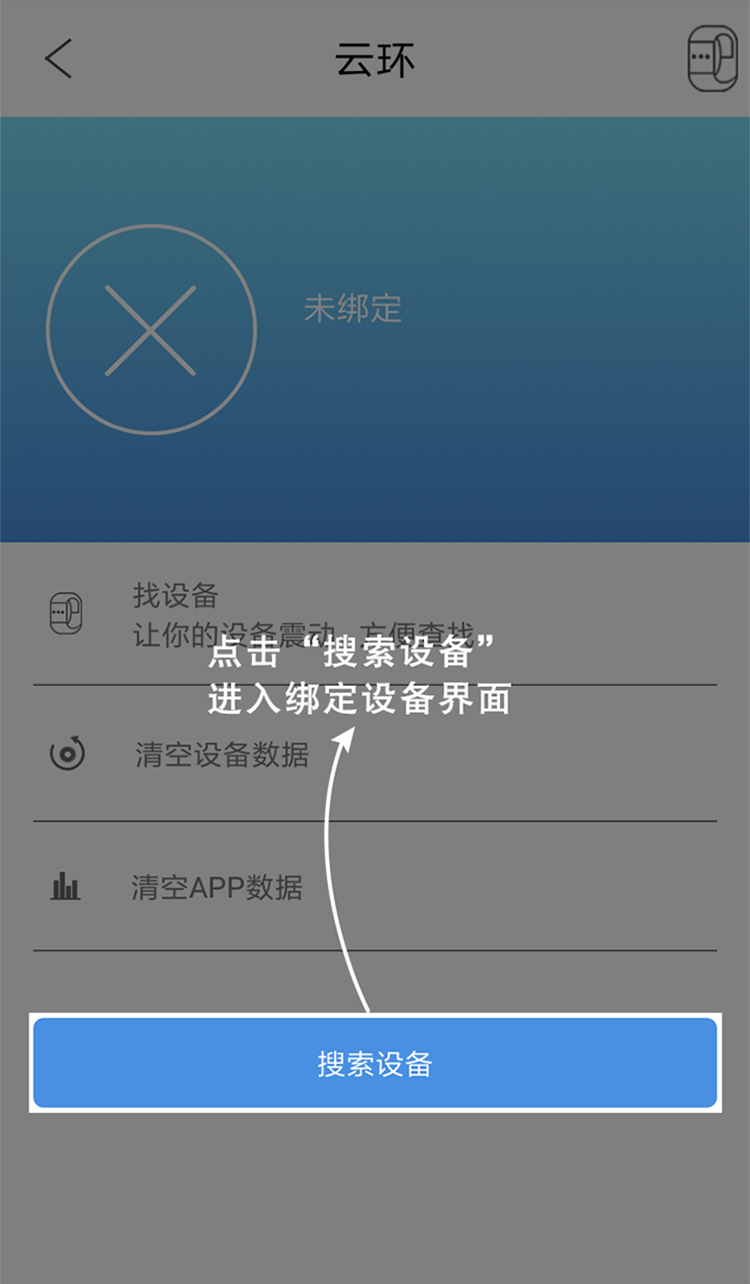 云环
未绑定
找设备
让你的设备震动，方便查找
点击“搜索设备”
进入绑定设备界面
清空设备数据
清空APP数据
搜索设备